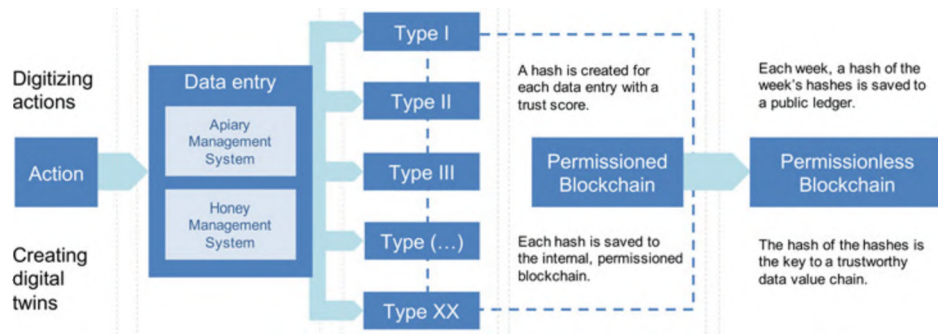 Digitizing
actions
Action
Creating
digital
twins
Data entry
Apiary
Management
System
Honey
Management
System
Type I
Type II
Type III
Type (...)
Type XX
A hash is created for
each data entry with a
trust score.
Permissioned
Blockchain
Each hash is saved to
the internal, permissioned
blockchain.
Each week, a hash of the
week's hashes is saved to
a public ledger.
Permissionless
Blockchain
The hash of the hashes is
the key to a trustworthy
data value chain.